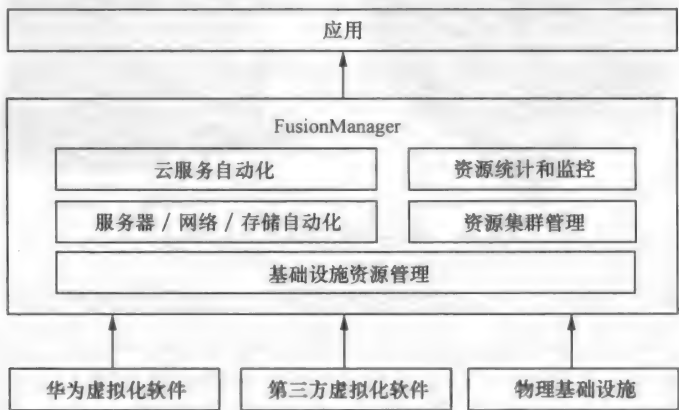 应用
FusionManager
云服务自动化
资源统计和监控
服务器 / 网络 / 存储自动化
资源集群管理
基础设施资源管理
华为虚拟化软件
第三方虚拟化软件
物理基础设施